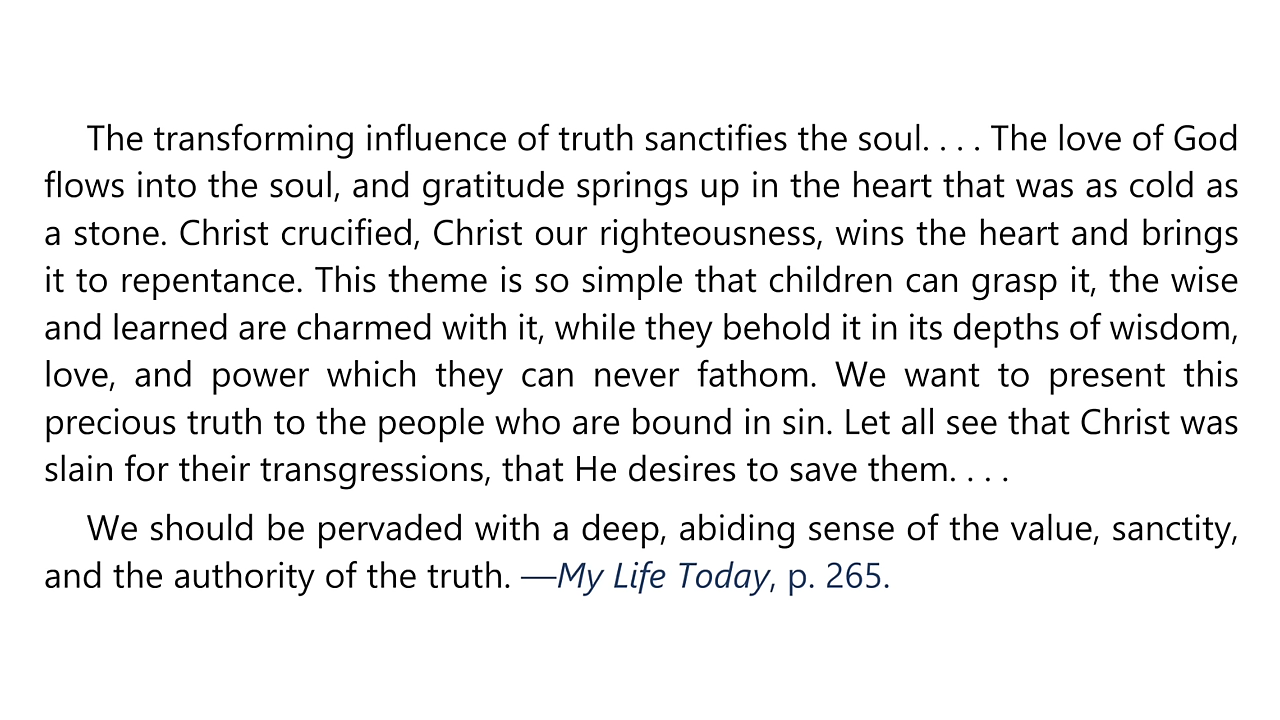 The transforming influence of truth sanctifies the soul. . . . The love of God
flows into the soul, and gratitude springs up in the heart that was as cold as
a stone. Christ crucified, Christ our righteousness, wins the heart and brings
it to repentance. This theme is so simple that children can grasp it, the wise
and learned are charmed with it, while they behold it in its depths of wisdom,
love, and power which they can never fathom. We want to present this
precious truth to the people who are bound in sin. Let all see that Christ was
slain for their transgressions, that He desires to save them. . . .
We should be pervaded with a deep, abiding sense of the value, sanctity,
and the authority of the truth. —My Life Today, p. 265.